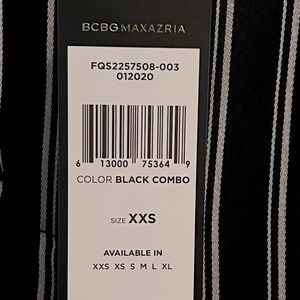 BCBGMAXAZRIA
FQS2257508-003
012020
6 13000 75364 9
COLOR BLACK COMBO
SIZE XXS
AVAILABLE IN
XXS XS S M L XL